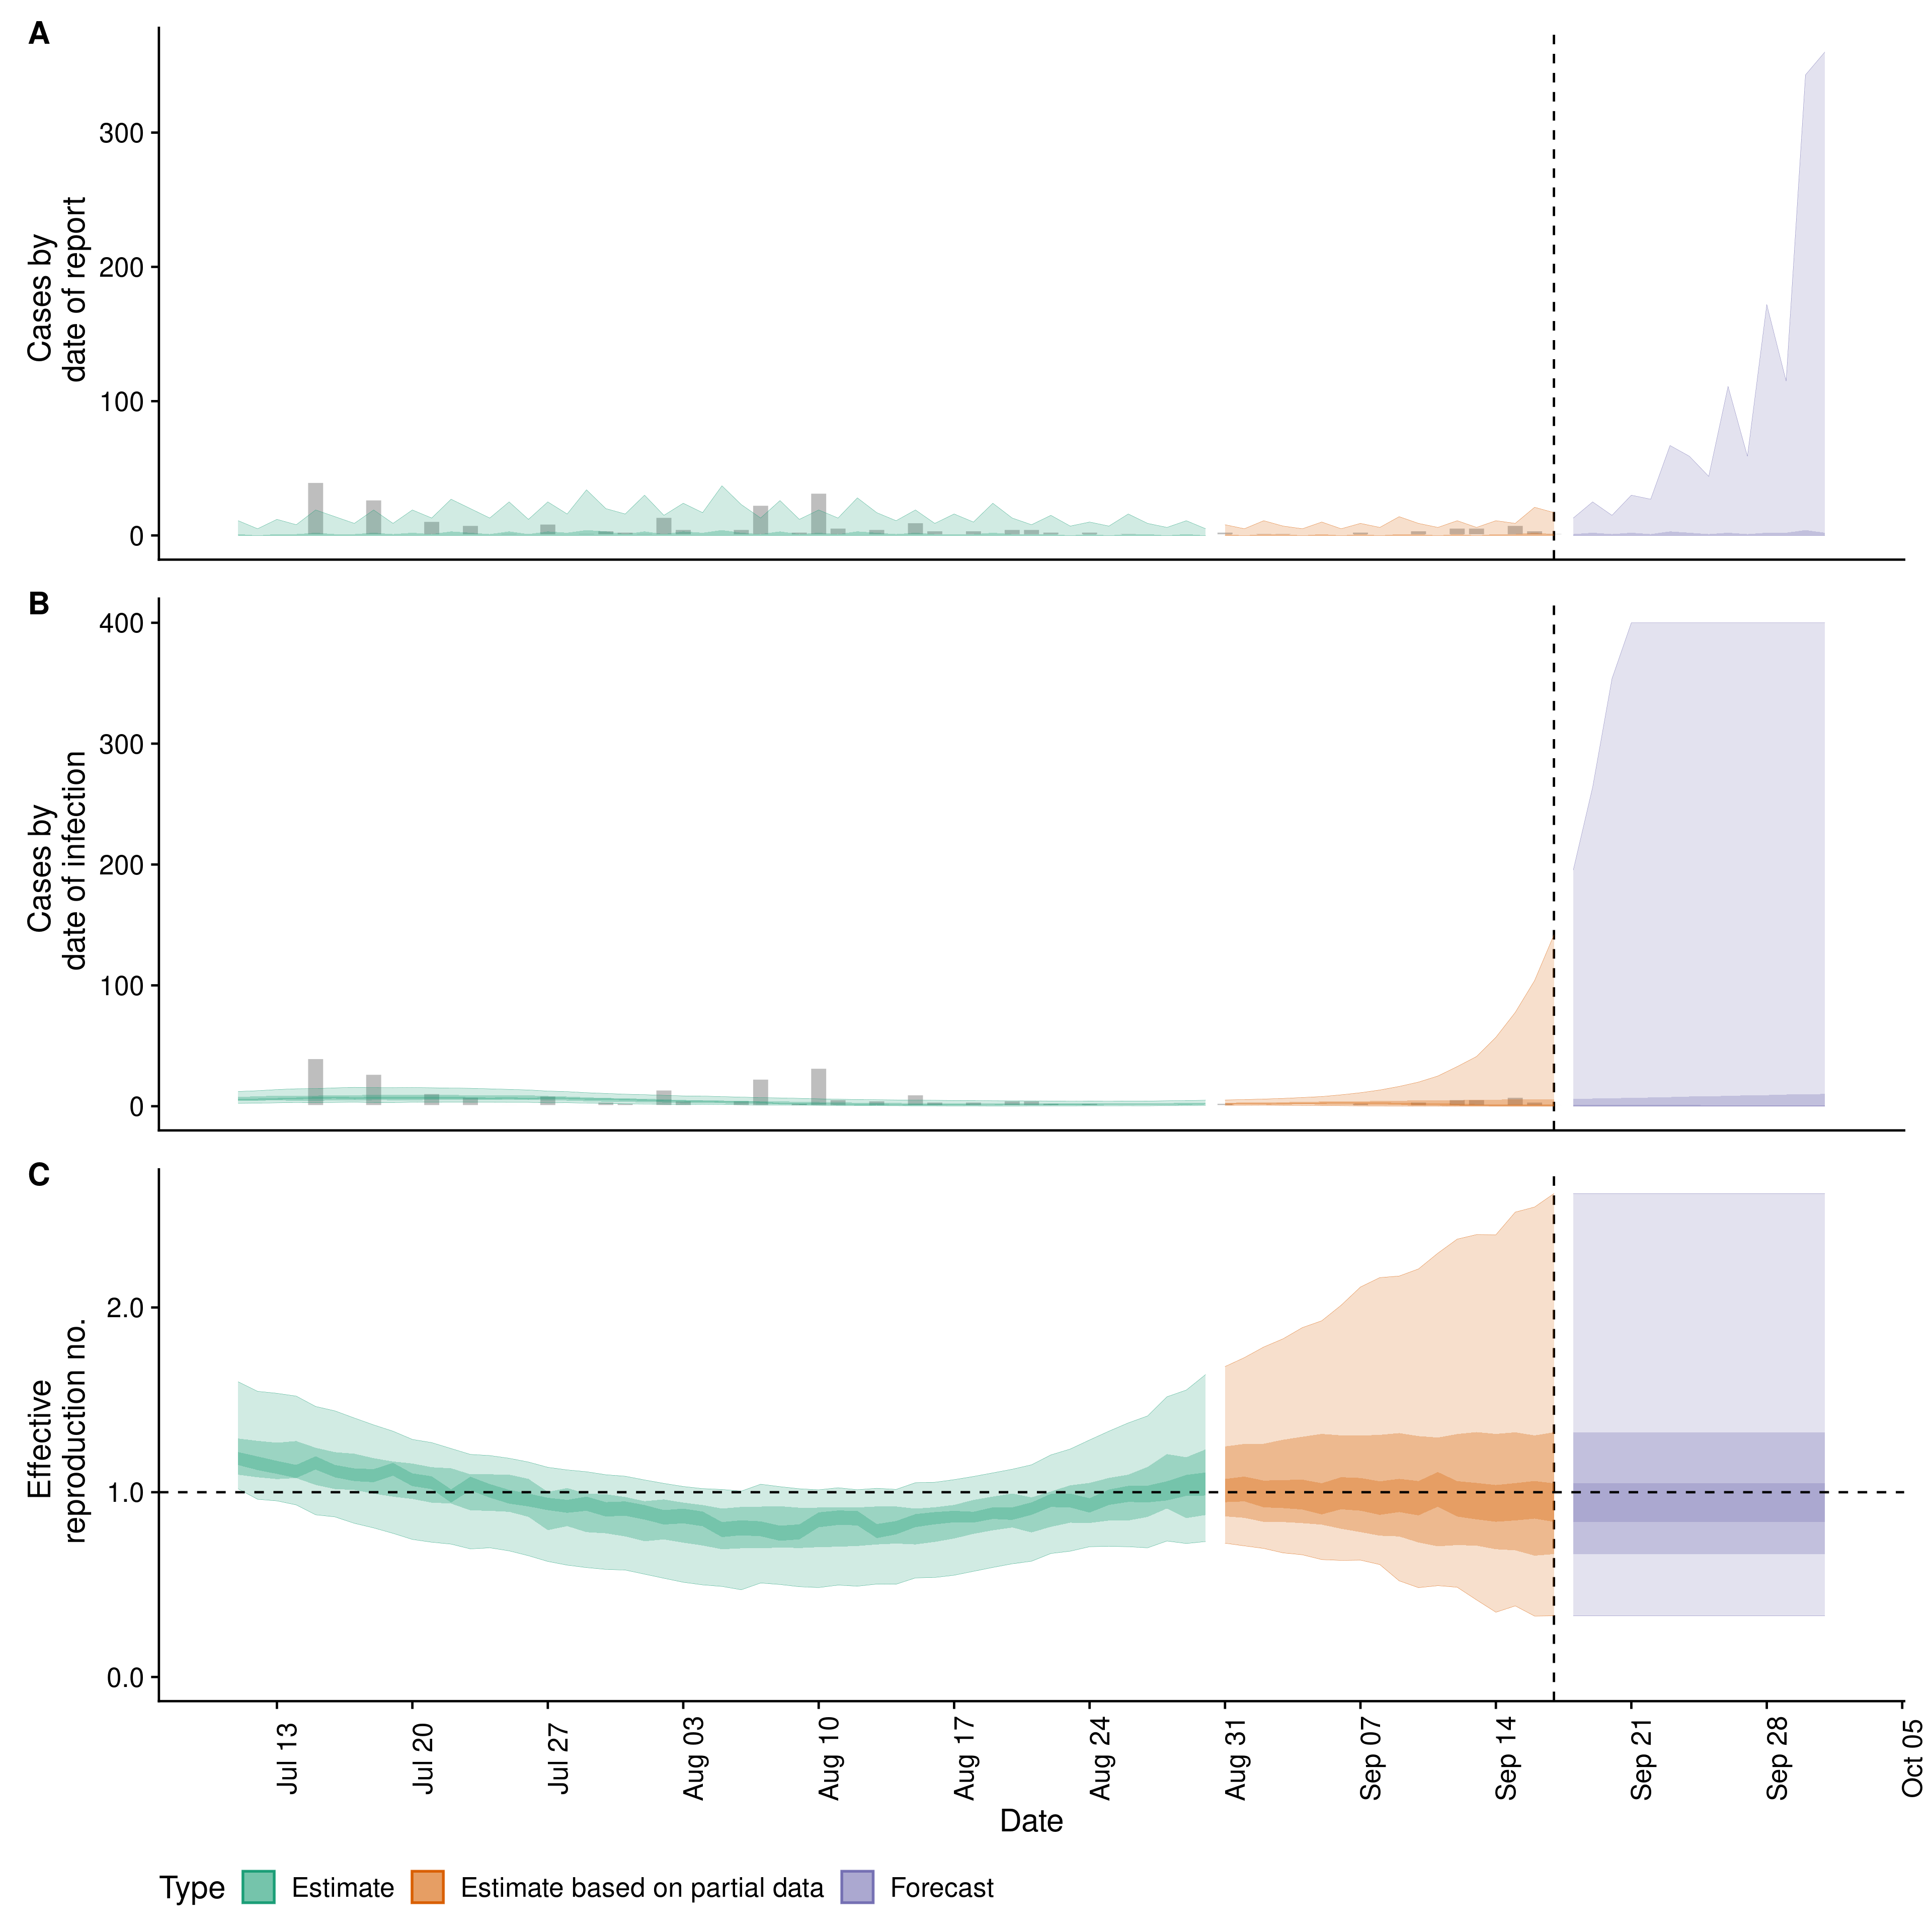 A
Cases by
date of report
300
200
100
0
B
Cases by
date of infection
400
300
200
100
0
C
Effective
reproduction no.
2.0
1.0
0.0
Jul 13
Jul 20
Jul 27
Aug 03
Aug 10
Aug 17
Aug 24
Aug 31
Sep 07
Sep 14
Sep 21
Sep 28
Oct 05
Date
Type Estimate Estimate based on partial data Forecast